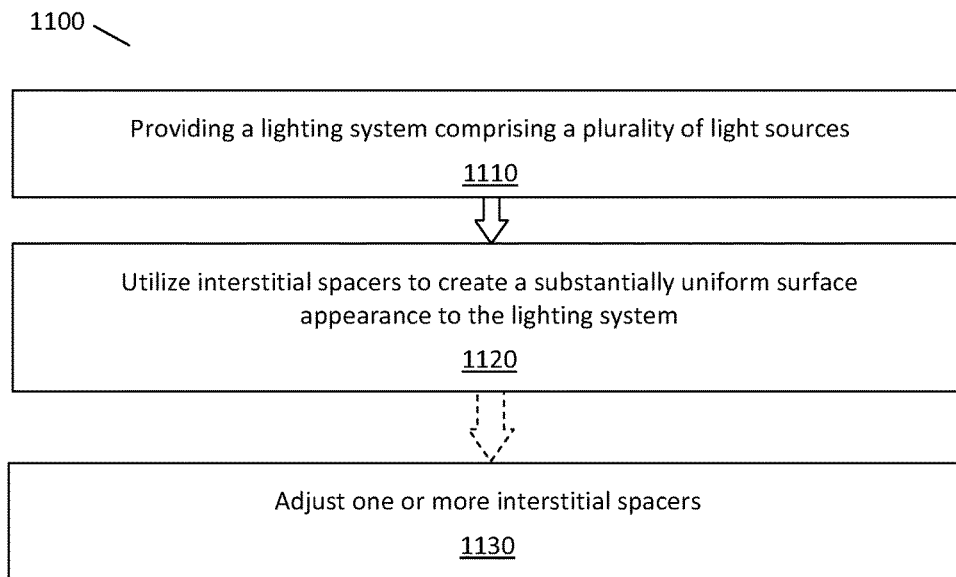 1100
Providing a lighting system comprising a plurality of light sources
1110
Utilize interstitial spacers to create a substantially uniform surface
appearance to the lighting system
1120
Adjust one or more interstitial spacers
1130